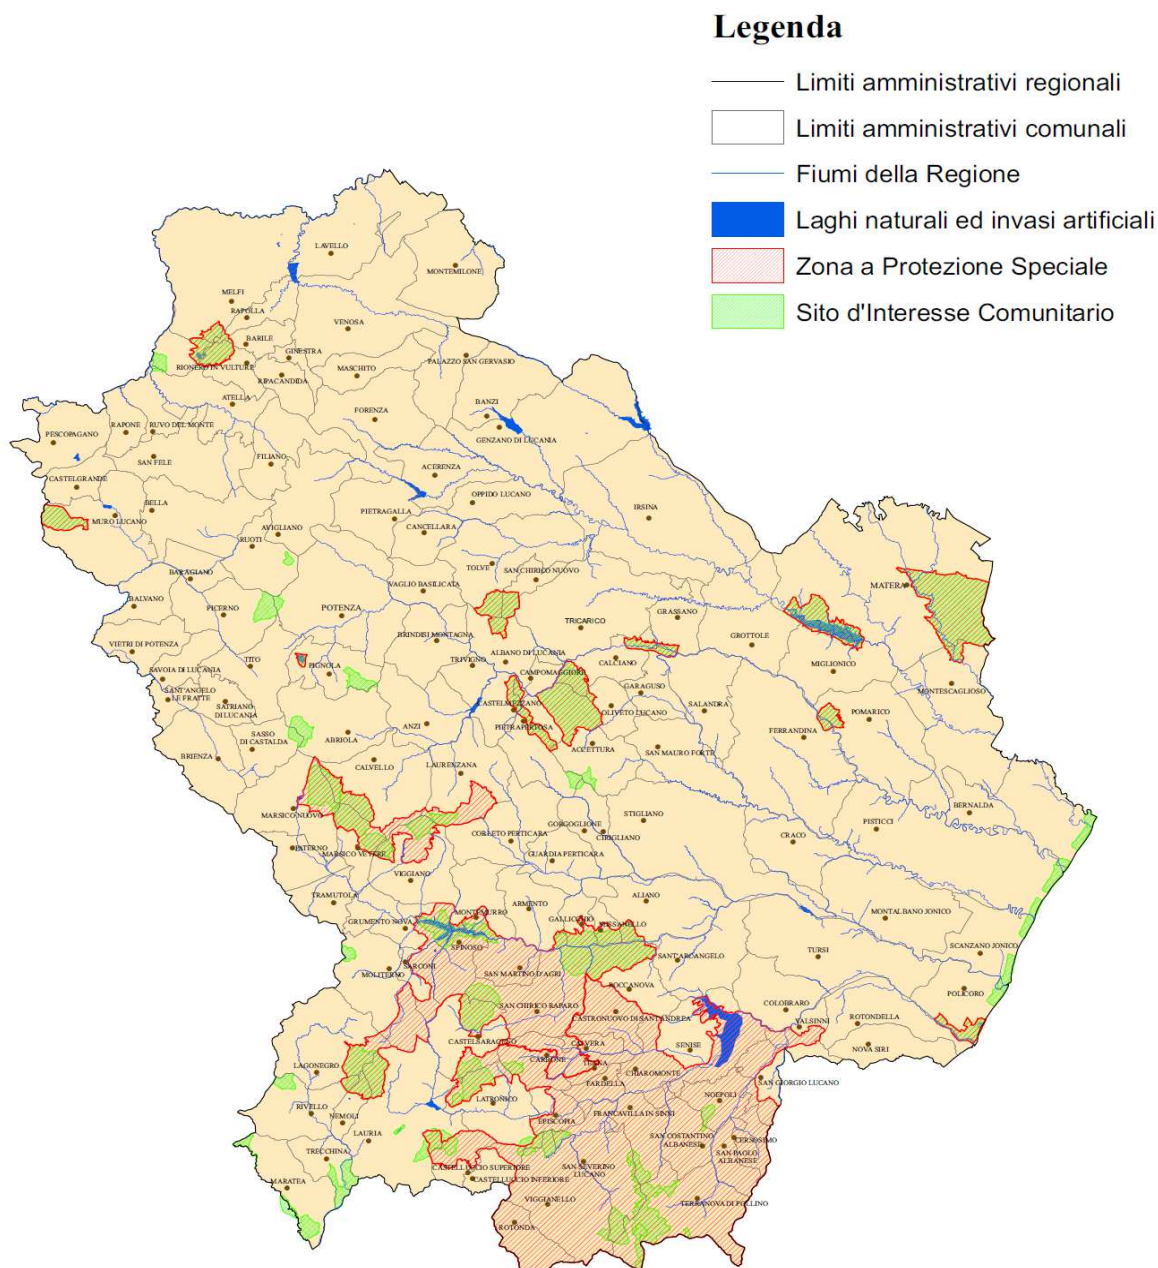 Legenda
Limiti amministrativi regionali
Limiti amministrativi comunali
Fiumi della Regione
Laghi naturali ed invasi artificiali
Zona a Protezione Speciale
Sito d'Interesse Comunitario
LAVELLO
MONTEMILONE
MELFI
RAPOLLA
VENOSA
BARILE
GINESTRA
PALAZZO SAN GERVASIO
RIONERO IN VULTURE
MASCHITO
RIPACANDIDA
ATELLA
BANZI
FORENZA
RAPONE
RUVO DEL MONTE
PESCOPAGANO
GENZANO DI LUCANIA
SAN FELE
FILIANO
ACERENZA
CASTELGRANDE
OPPIDO LUCANO
BELLA
IRSINA
PIETRAGALLA
MURO LUCANO
AVIGLIANO
CANCELLARA
RUOTI
TOLVE
SAN CHIRICO NUOVO
BARAGIANO
VAGLIO BASILICATA
MATERA
BALVANO
PICERNO
POTENZA
GRASSANO
TRICARICO
BRINDISI MONTAGNA
GROTTOLE
VIETRI DI POTENZA
ALBANO DI LUCANIA
TITO
PIGNOLA
TRIVIGNO
CALCIANO
MIGLIONICO
SAVOIA DI LUCANIA
CAMPOMAGGIORE
GARAGUSO
MONTESCAGLIOSO
SANT'ANGELO
LE FRATTE
SATRIANO
DI LUCANIA
CASTELMEZZANO
OLIVETO LUCANO
SALANDRA
POMARICO
ANZI
PIETRAPERTOSA
SASSO
DI CASTALDA
ABRIOLA
FERRANDINA
ACCETTURA
SAN MAURO FORTE
BRIENZA
CALVELLO
LAURENZANA
BERNALDA
MARSICO NUOVO
STIGLIANO
GORGOGLIONE
PISTICCI
CIRIGLIANO
CORLETO PERTICARA
CRACO
PATERNO
MARSICO VETERE
GUARDIA PERTICARA
VIGGIANO
TRAMUTOLA
ALIANO
ARMENTO
MONTEMURRO
GALLICCHIO
MISSANELLO
MONTALBANO JONICO
GRUMENTO NOVA
SPINOSO
SCANZANO JONICO
TURSI
SANT'ARCANGELO
SARCONI
MOLITERNO
SAN MARTINO D'AGRI
ROCCANOVA
POLICORO
SAN CHIRICO RAPARO
COLOBRARO
CASTRONUOVO DI SANT'ANDREA
VALSINNI
ROTONDELLA
CASTELSARACENO
CALVERA
SENISE
NOVA SIRI
CARBONE
TEANA
CHIAROMONTE
LAGONEGRO
FARDELLA
SAN GIORGIO LUCANO
NOEPOLI
LATRONICO
RIVELLO
NEMOLI
EPISCOPIA
FRANCAVILLA IN SINNI
LAURIA
SAN COSTANTINO
ALBANESE
CERSOSIMO
TRECCHINA
SAN PAOLO
ALBANESE
CASTELLUCCIO SUPERIORE
SAN SEVERINO
LUCANO
CASTELLUCCIO INFERIORE
MARATEA
VIGGIANELLO
TERRANOVA DI POLLINO
ROTONDA